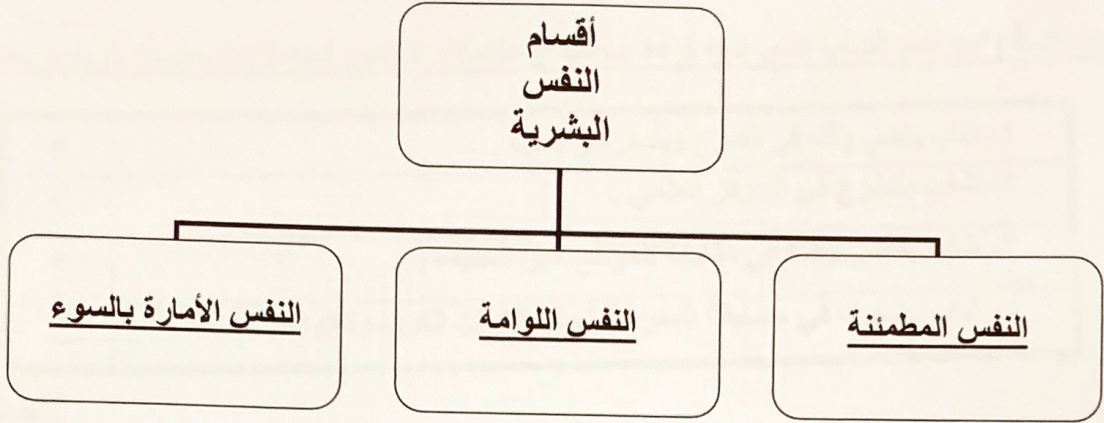 أقسام
النفس
البشرية
النفس المطمئنة
النفس اللوامة
النفس الأمارة بالسوء